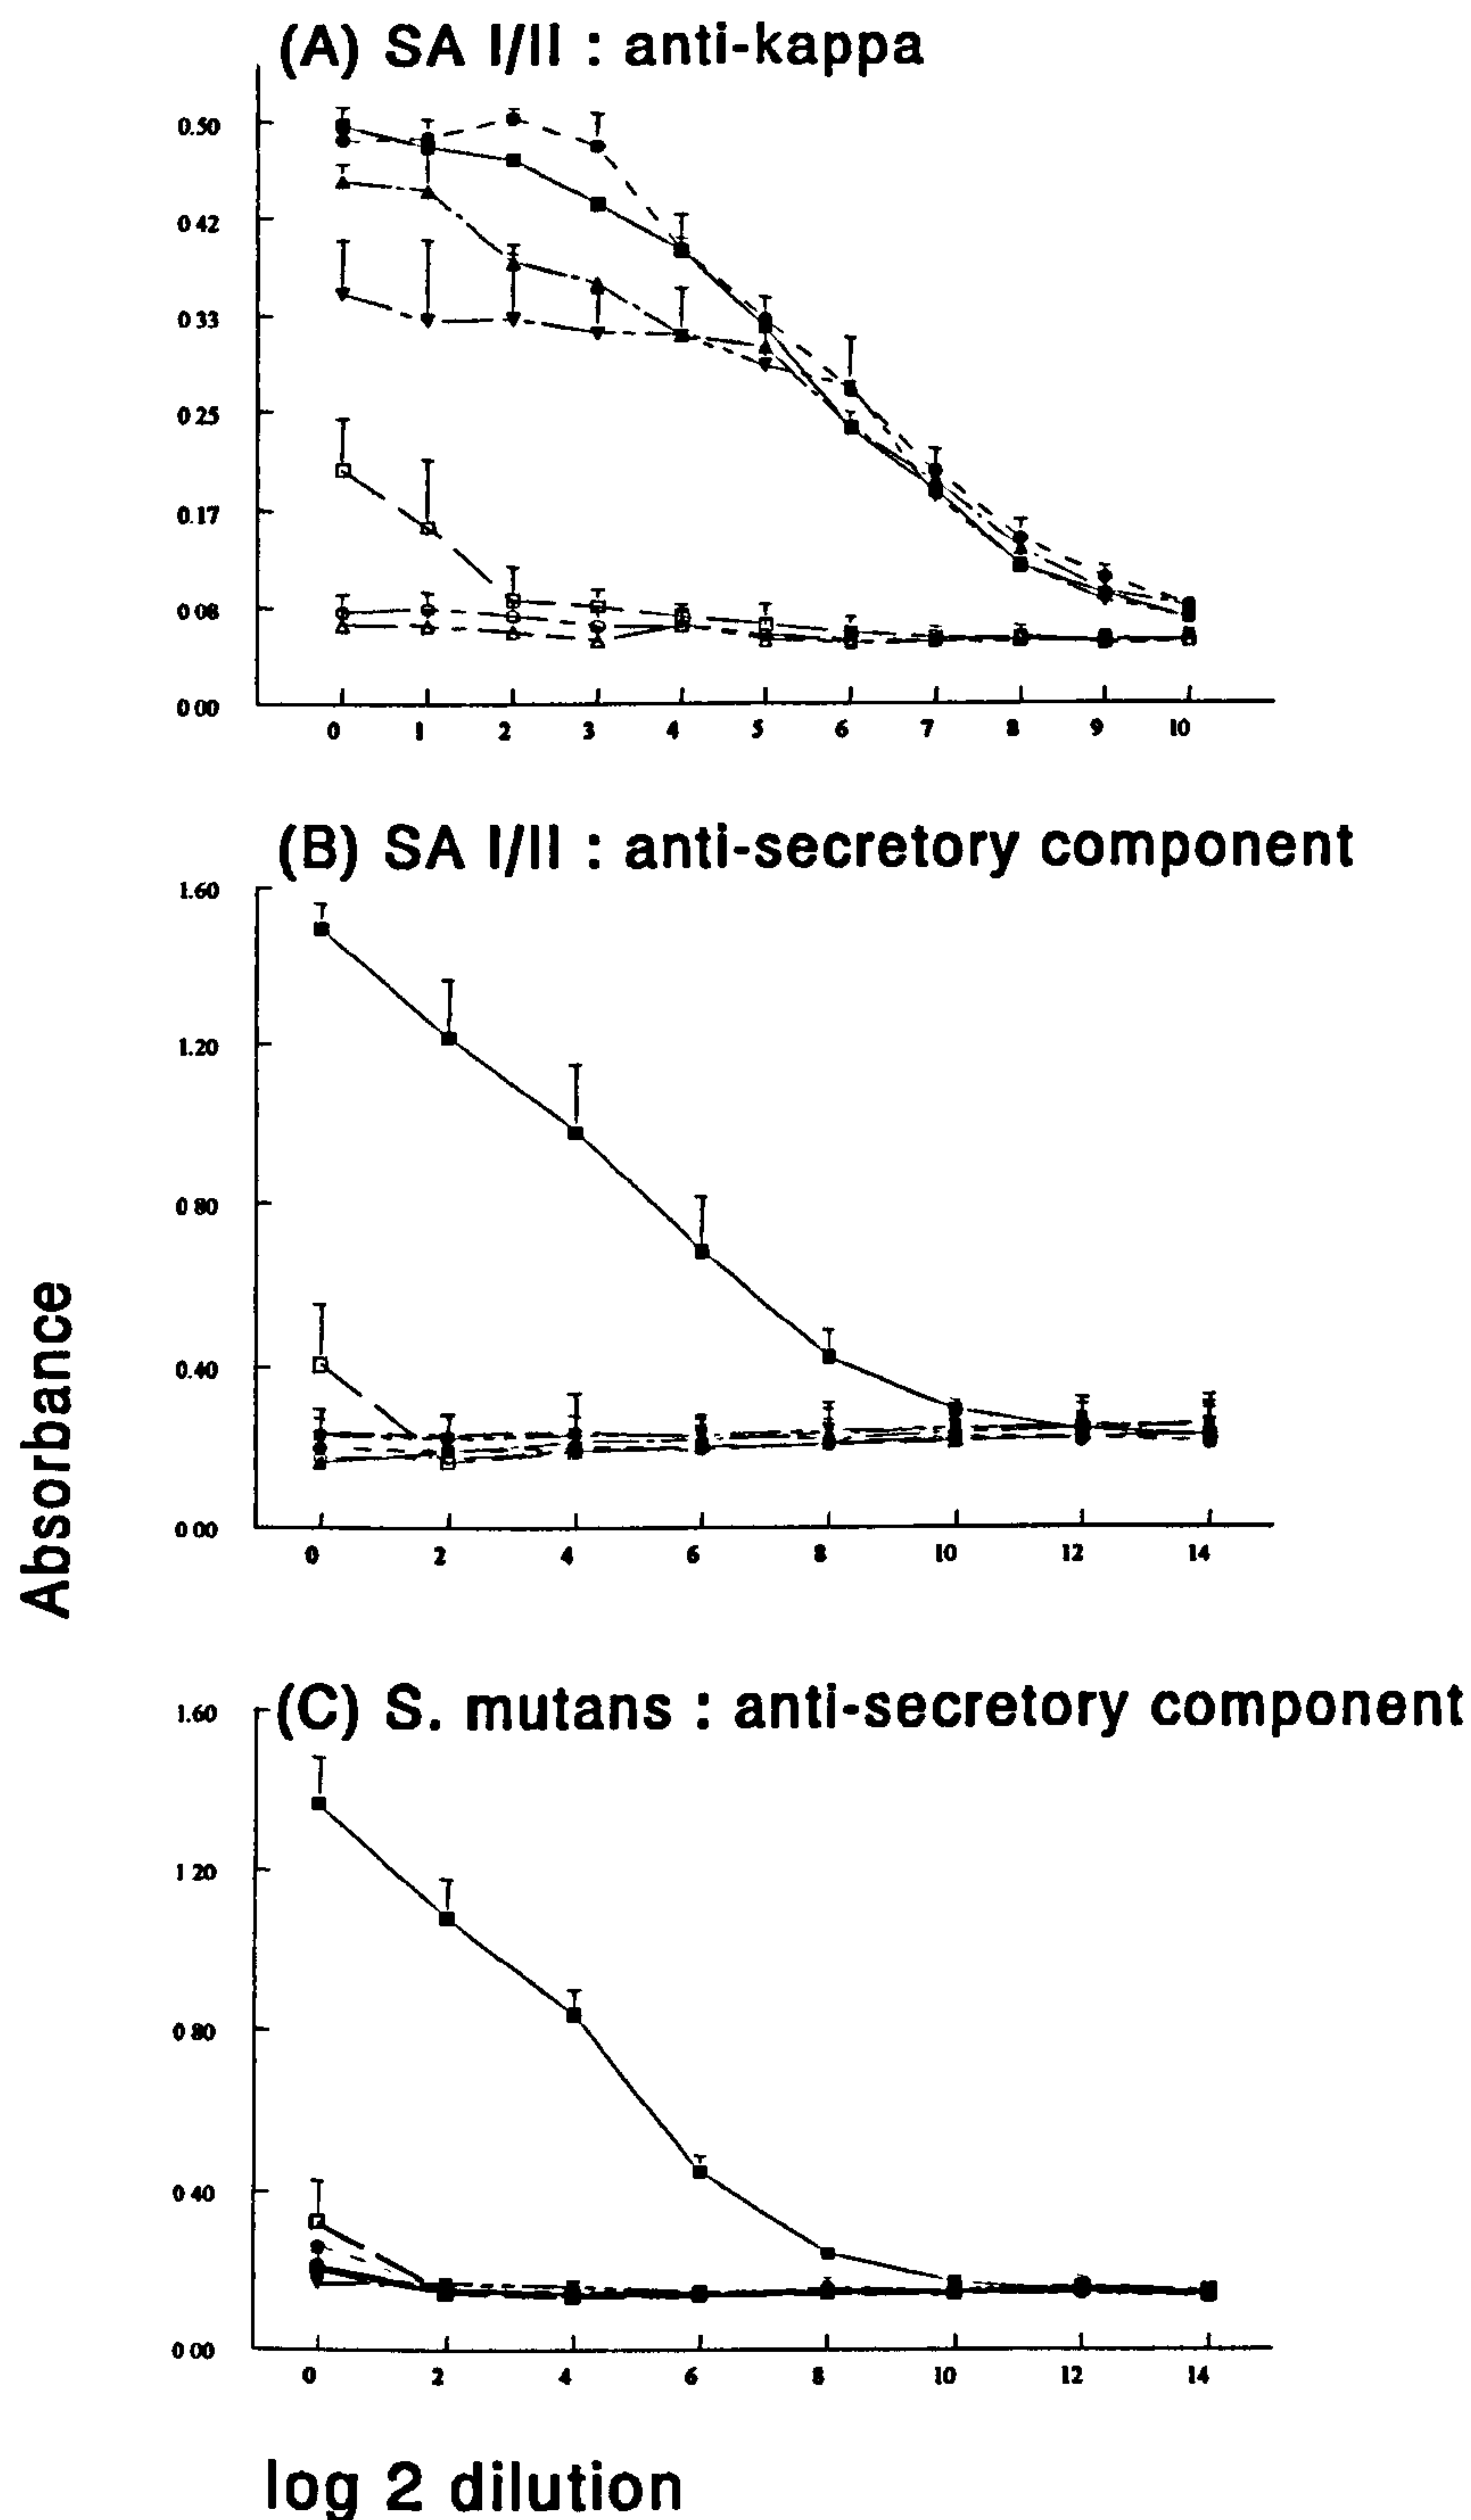 (A) SA I/II : anti-kappa
0.50
0.42
0.33
0.25
0.17
0.08
0.00
0 1 2 3 4 5 6 7 8 9 10
(B) SA I/II : anti-secretory component
1.60
1.20
0.80
0.40
0.00
0 2 4 6 8 10 12 14
Absorbance
(C) S. mutans : anti-secretory component
1.60
1.20
0.80
0.40
0.00
0 2 4 6 8 10 12 14
log 2 dilution